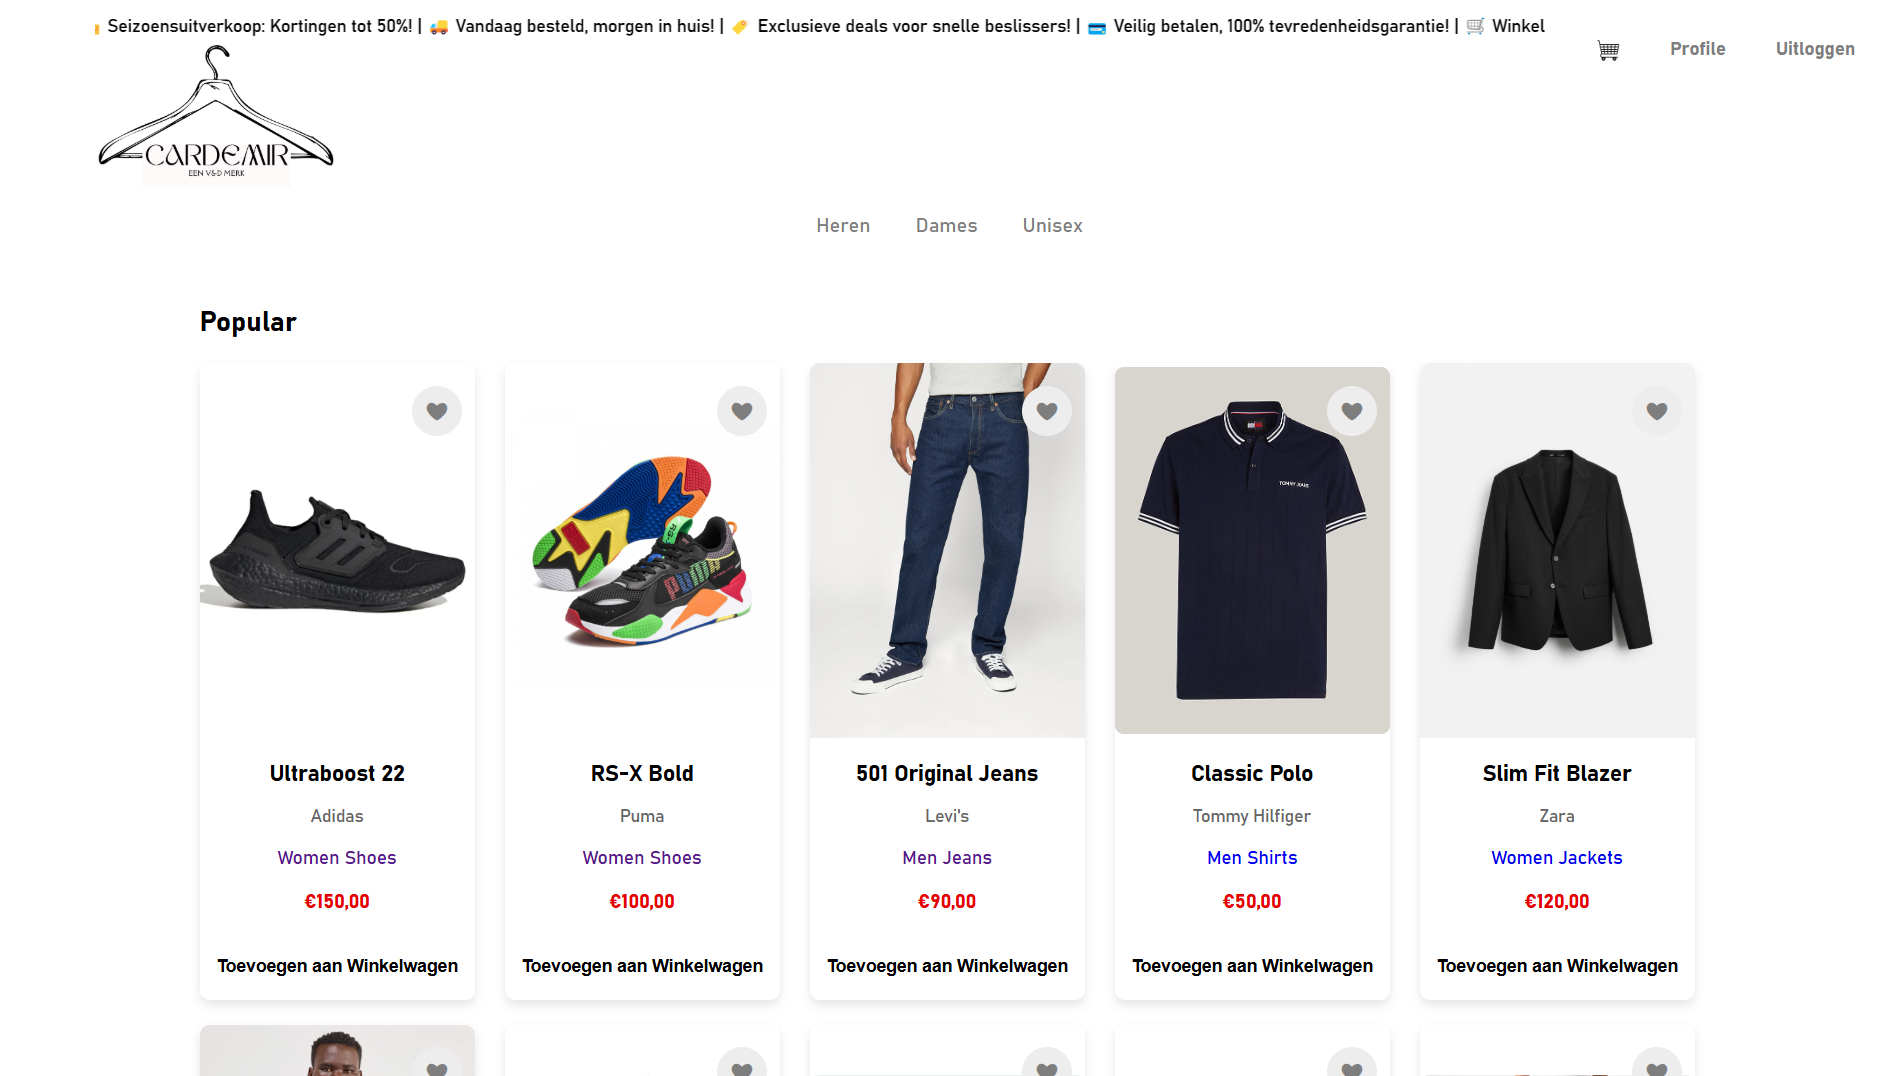 Seizoensuitverkoop: Kortingen tot 50%! | 🚚 Vandaag besteld, morgen in huis! | 🏷️ Exclusieve deals voor snelle beslissers! | 💳 Veilig betalen, 100% tevredenheidsgarantie! | 🛒 Winkel
Profile
Uitloggen
CARDEMIR
EEN V&D MERK
Heren
Dames
Unisex
Popular
TOMMY JEANS
Ultraboost 22
Adidas
Women Shoes
€150,00
Toevoegen aan Winkelwagen
RS-X Bold
Puma
Women Shoes
€100,00
Toevoegen aan Winkelwagen
501 Original Jeans
Levi's
Men Jeans
€90,00
Toevoegen aan Winkelwagen
Classic Polo
Tommy Hilfiger
Men Shirts
€50,00
Toevoegen aan Winkelwagen
Slim Fit Blazer
Zara
Women Jackets
€120,00
Toevoegen aan Winkelwagen